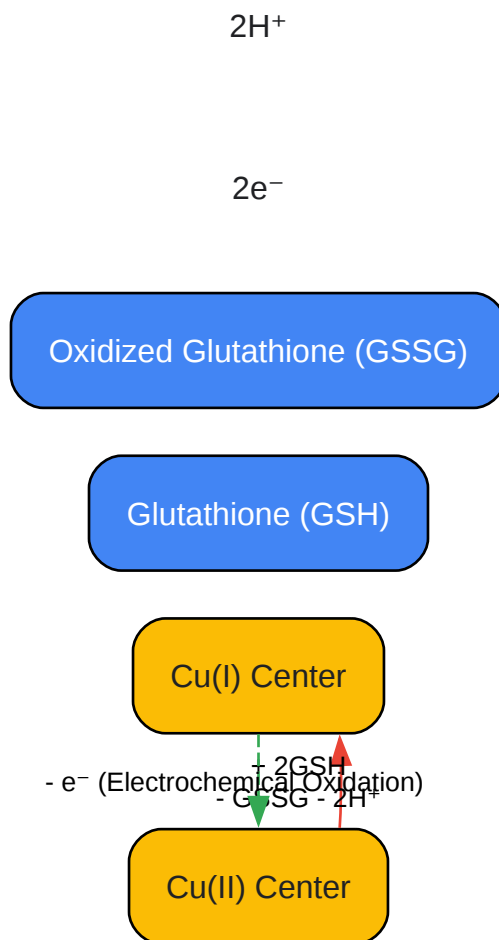 2H⁺
2e⁻
Oxidized Glutathione (GSSG)
Glutathione (GSH)
Cu(I) Center
+ 2GSH
- e⁻ (Electrochemical Oxidation)
- GSSG - 2H⁺
Cu(II) Center